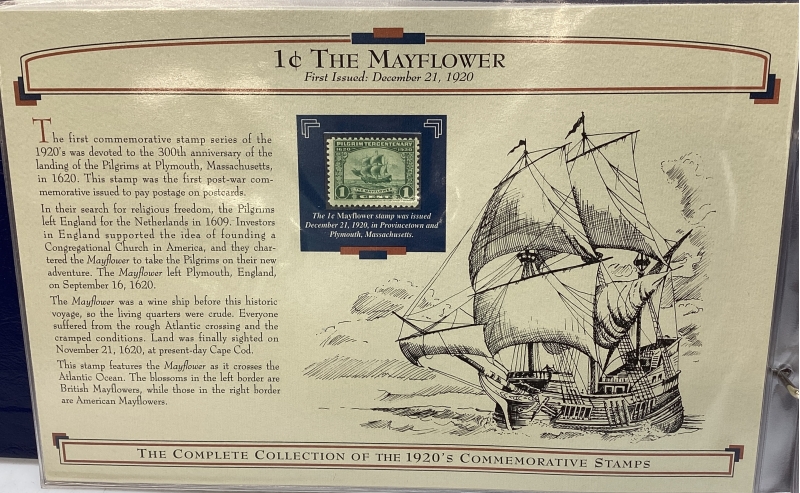 1¢ THE MAYFLOWER
First Issued: December 21, 1920
The first commemorative stamp series of the
1920's was devoted to the 300th anniversary of the
landing of the Pilgrims at Plymouth, Massachusetts,
in 1620. This stamp was the first post-war com-
memorative issued to pay postage on postcards.
In their search for religious freedom, the Pilgrims
left England for the Netherlands in 1609. Investors
in England supported the idea of founding a
Congregational Church in America, and they char-
tered the Mayflower to take the Pilgrims on their new
adventure. The Mayflower left Plymouth, England,
on September 16, 1620.
The Mayflower was a wine ship before this historic
voyage, so the living quarters were crude. Everyone
suffered from the rough Atlantic crossing and the
cramped conditions. Land was finally sighted on
November 21, 1620, at present-day Cape Cod.
This stamp features the Mayflower as it crosses the
Atlantic Ocean. The blossoms in the left border are
British Mayflowers, while those in the right border
are American Mayflowers.
PILGRIM TERCENTENARY
1620 1920
THE MAYFLOWER
1 CENT 1
The 1¢ Mayflower stamp was issued
December 21, 1920, in Provincetown and
Plymouth, Massachusetts.
THE COMPLETE COLLECTION OF THE 1920'S COMMEMORATIVE STAMPS